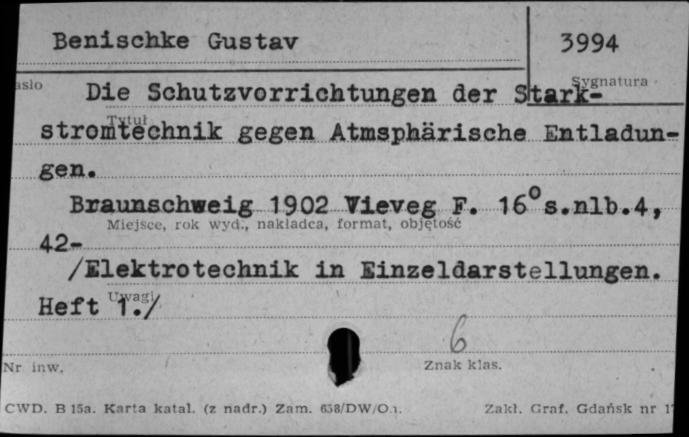 Benischke Gustav
3994
asło
Sygnatura
Die Schutzvorrichtungen der Stark-
Tytuł
stromtechnik gegen Atmsphärische Entladun-
gen.
Braunschweig 1902 Vieveg F. 16° s.nlb.4,
Miejsce, rok wyd., nakładca, format, objętość
42-
/Elektrotechnik in Einzeldarstellungen.
Uwagi
Heft 1./
6
Nr inw.
Znak klas.
CWD. B 15a. Karta katal. (z nadr.) Zam. 658/DW/O.
Zakł. Graf. Gdańsk nr 1